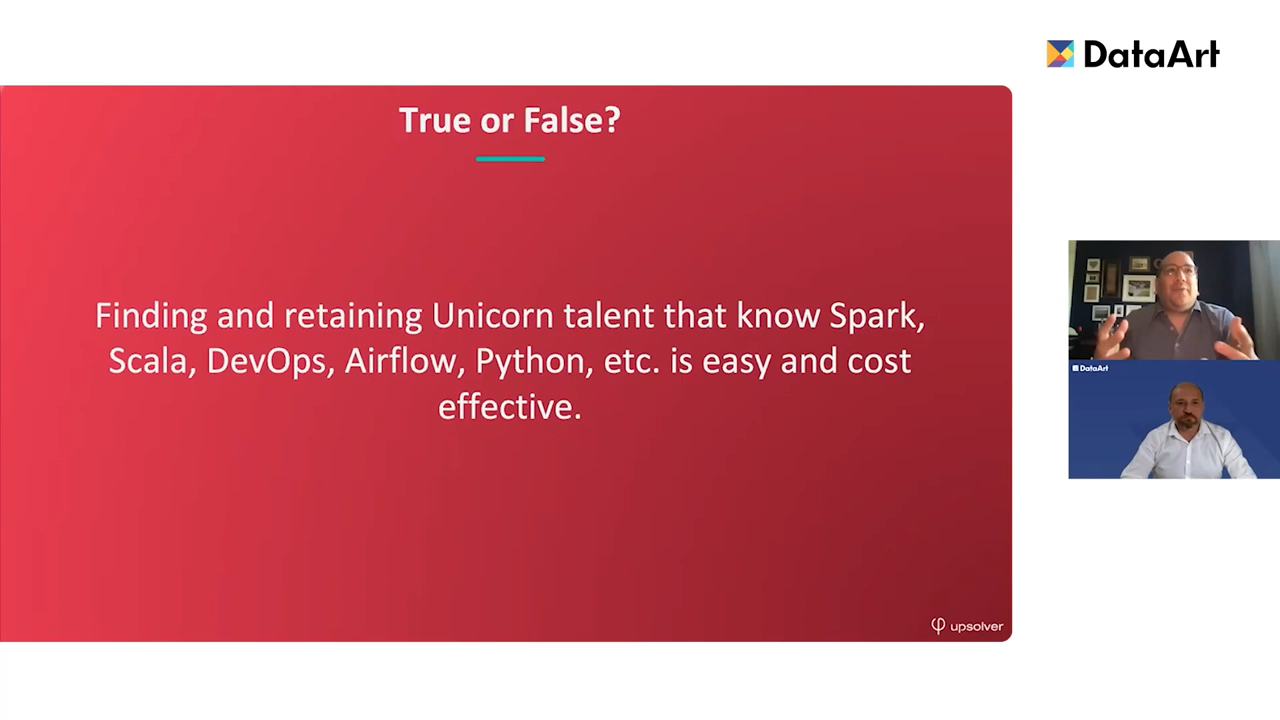 DataArt
True or False?
Finding and retaining Unicorn talent that know Spark,
Scala, DevOps, Airflow, Python, etc. is easy and cost
effective.
DataArt
upsolver